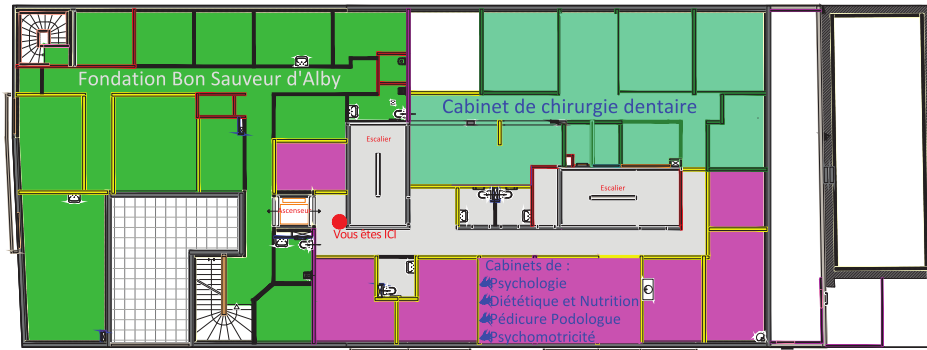 Fondation Bon Sauveur d'Alby
Cabinet de chirurgie dentaire
Escalier
Escalier
Ascenseur
Vous êtes ICI
Cabinets de :
Psychologie
Diététique et Nutrition
Pédicure Podologue
Psychomotricité